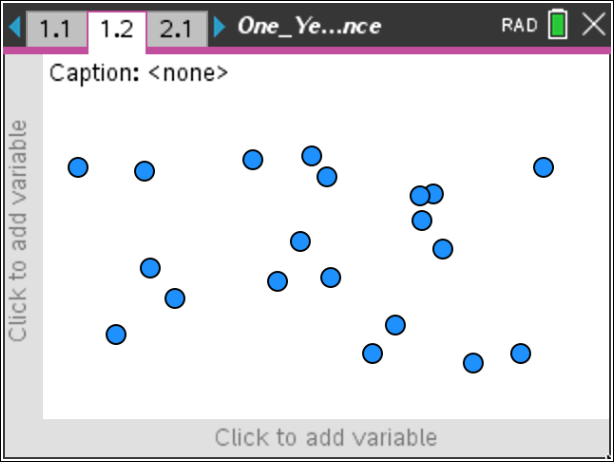 1.1 1.2 2.1 One_Ye...nce RAD
Caption: <none>
Click to add variable
Click to add variable